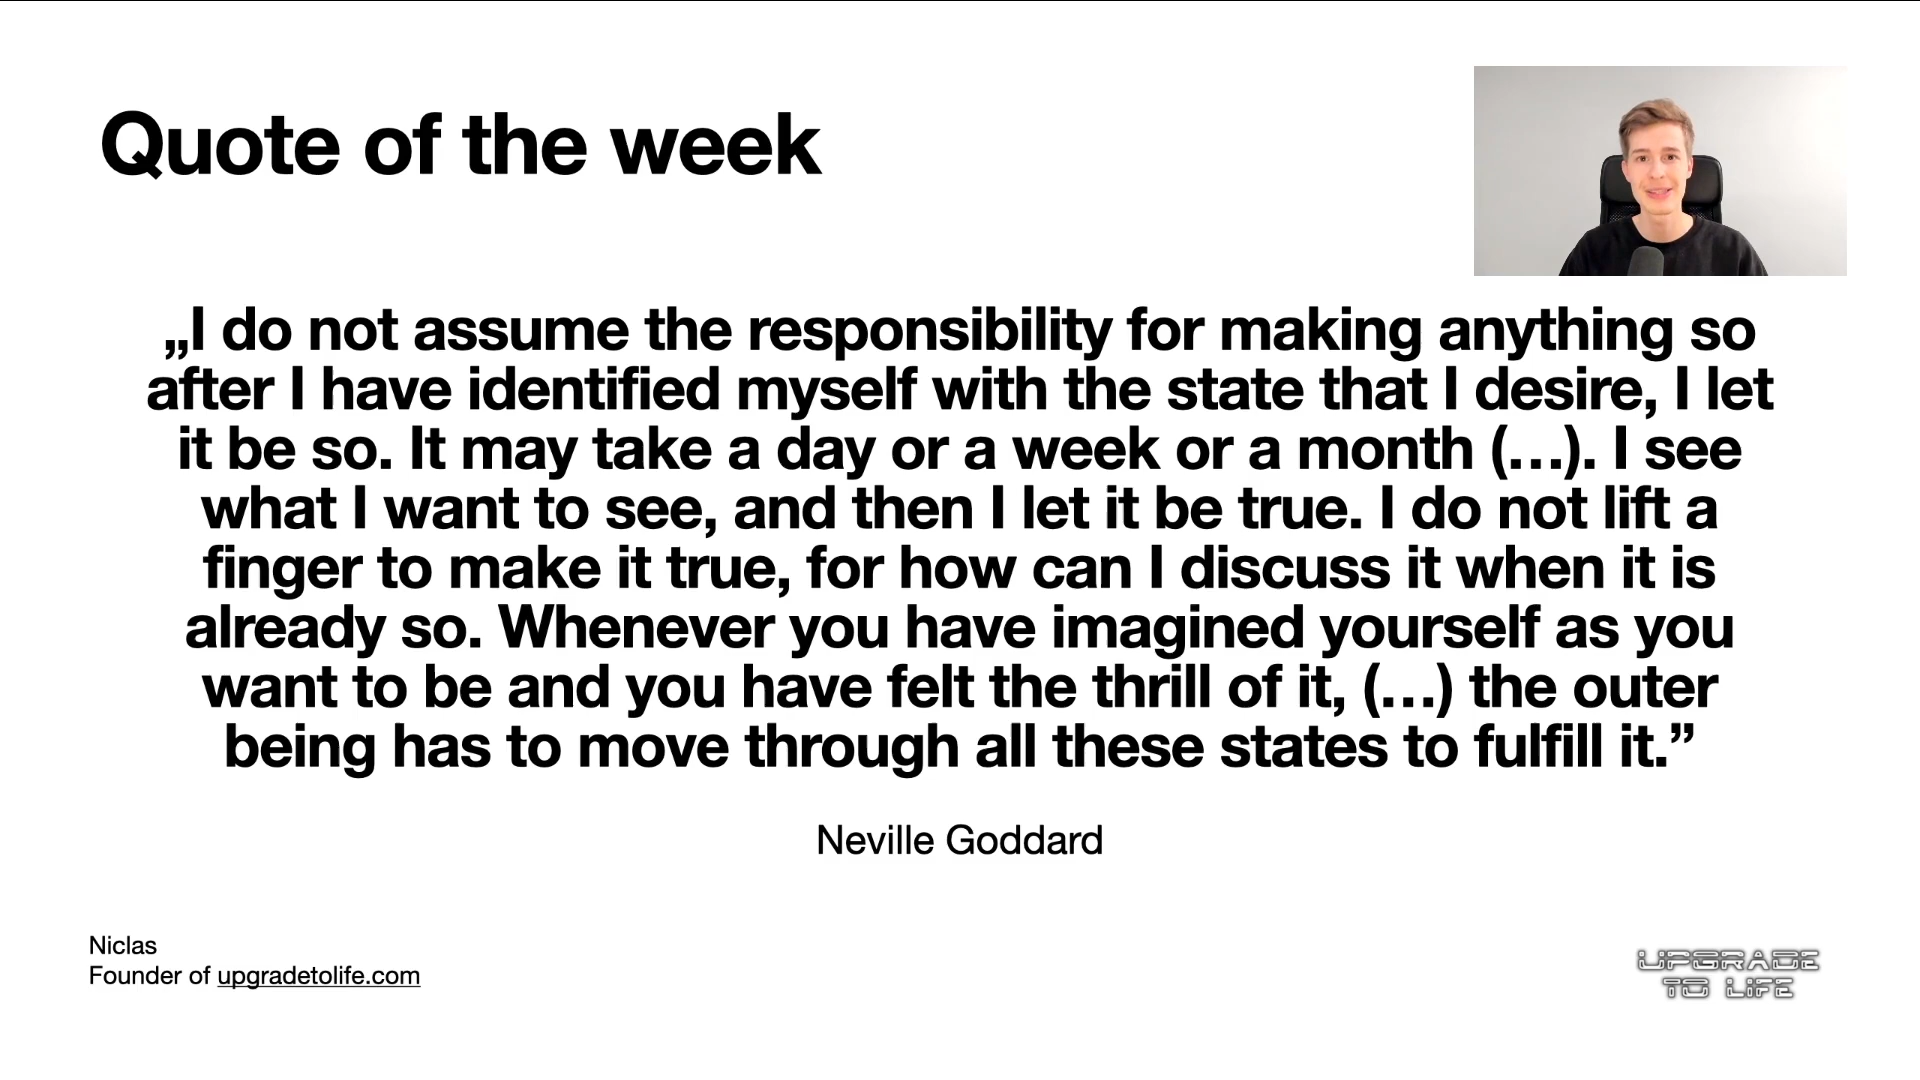 Quote of the week
„I do not assume the responsibility for making anything so
after I have identified myself with the state that I desire, I let
it be so. It may take a day or a week or a month (…). I see
what I want to see, and then I let it be true. I do not lift a
finger to make it true, for how can I discuss it when it is
already so. Whenever you have imagined yourself as you
want to be and you have felt the thrill of it, (…) the outer
being has to move through all these states to fulfill it.”
Neville Goddard
Niclas
Founder of upgradetolife.com
UPGRADE
TO LIFE